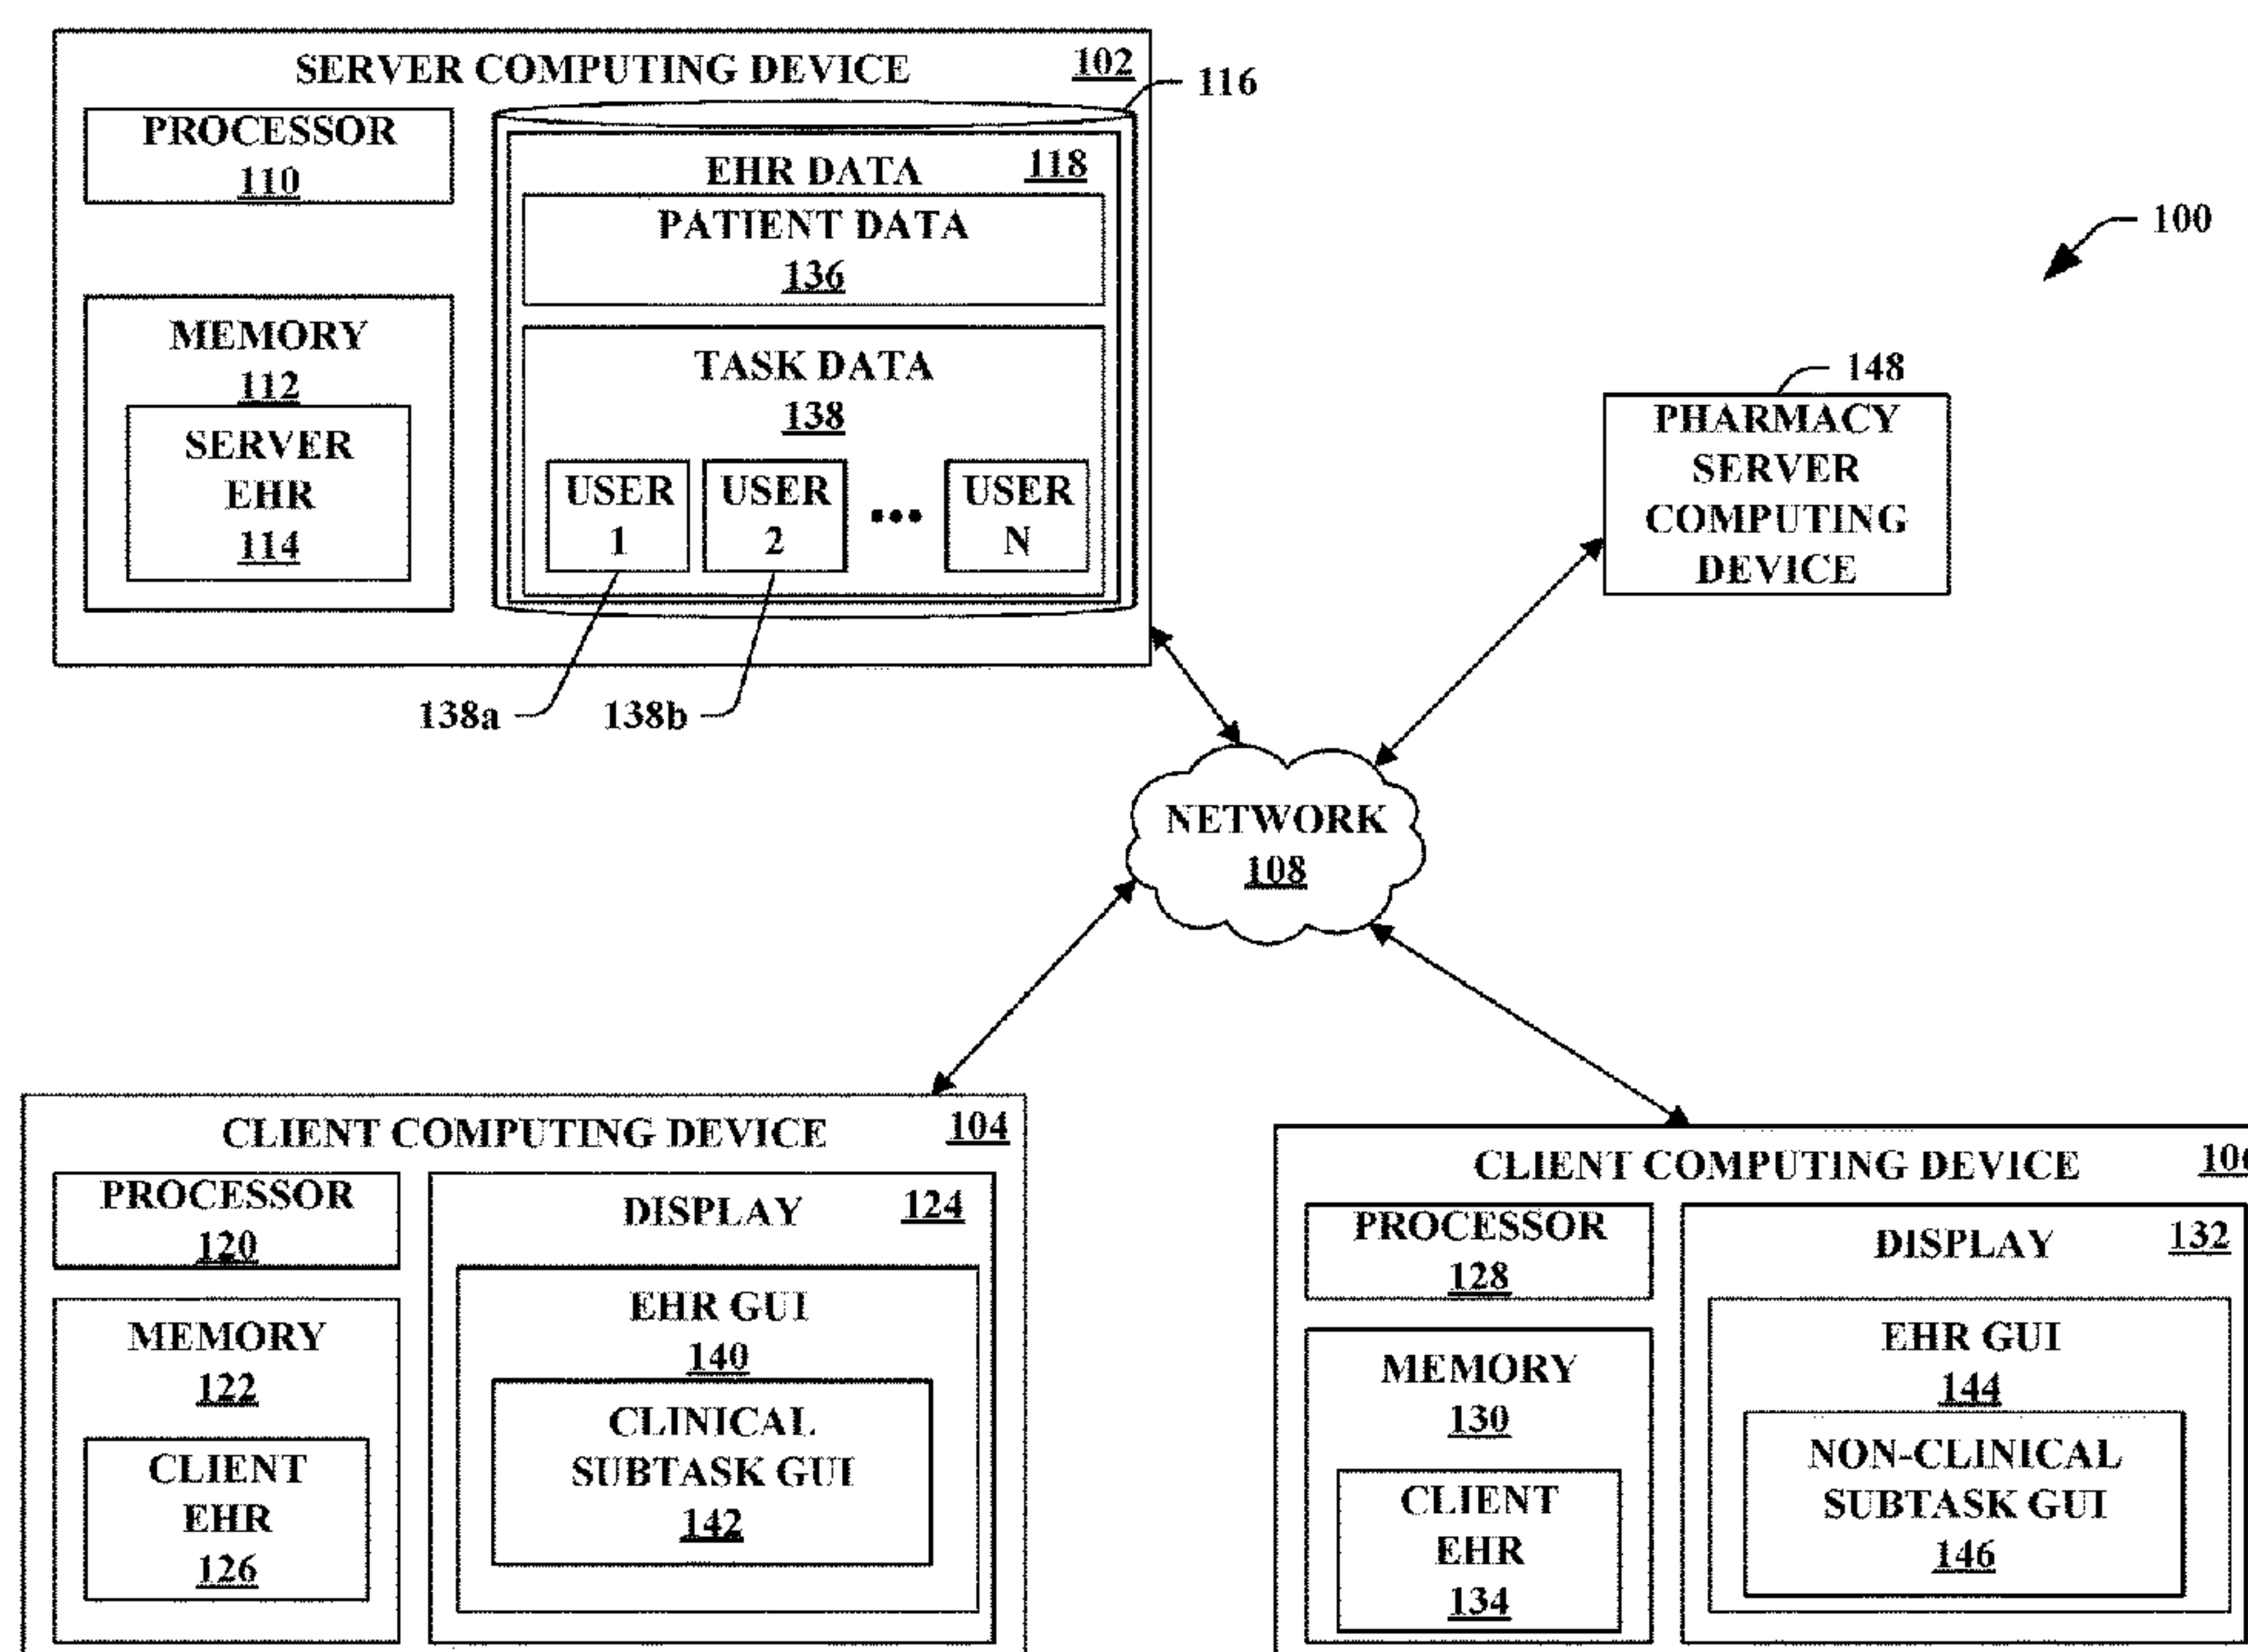 SERVER COMPUTING DEVICE 102
116
PROCESSOR
110
EHR DATA 118
PATIENT DATA
136
100
MEMORY
112
SERVER
EHR
114
TASK DATA
138
USER
1
USER
2
•••
USER
N
148
PHARMACY
SERVER
COMPUTING
DEVICE
138a
138b
NETWORK
108
CLIENT COMPUTING DEVICE 104
PROCESSOR
120
MEMORY
122
CLIENT
EHR
126
DISPLAY 124
EHR GUI
140
CLINICAL
SUBTASK GUI
142
CLIENT COMPUTING DEVICE
PROCESSOR
128
MEMORY
130
CLIENT
EHR
134
DISPLAY 132
EHR GUI
144
NON-CLINICAL
SUBTASK GUI
146